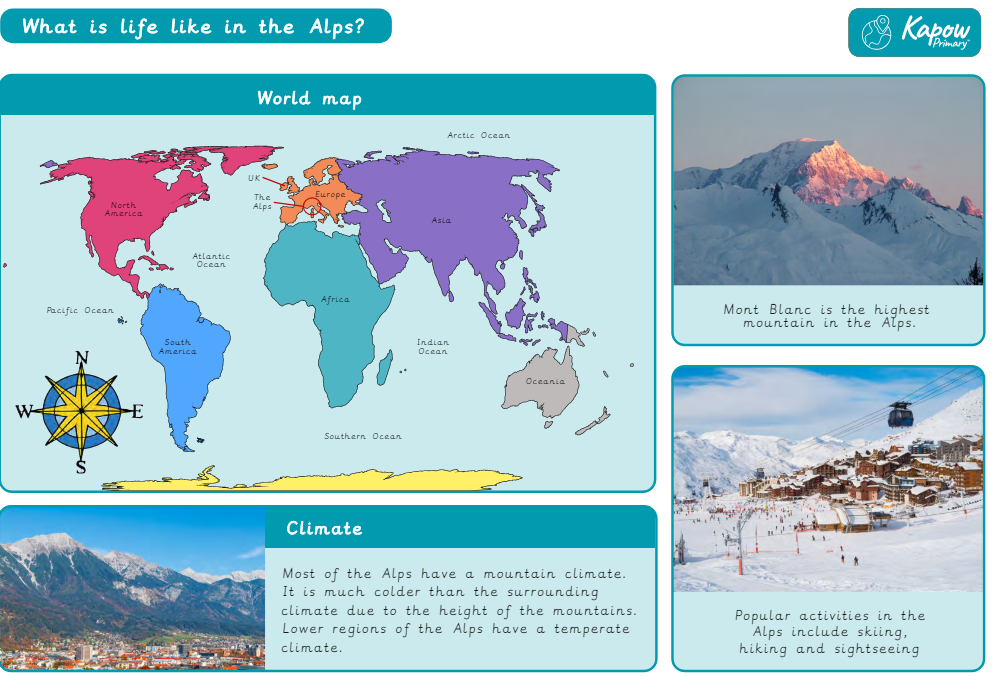 What is life like in the Alps?
Kapow
Primary
World map
Arctic Ocean
UK
The
Alps
Europe
North
America
Asia
Atlantic
Ocean
Africa
Pacific Ocean
South
America
Indian
Ocean
Oceania
Southern Ocean
N
W
E
S
Mont Blanc is the highest
mountain in the Alps.
Climate
Most of the Alps have a mountain climate.
It is much colder than the surrounding
climate due to the height of the mountains.
Lower regions of the Alps have a temperate
climate.
Popular activities in the
Alps include skiing,
hiking and sightseeing